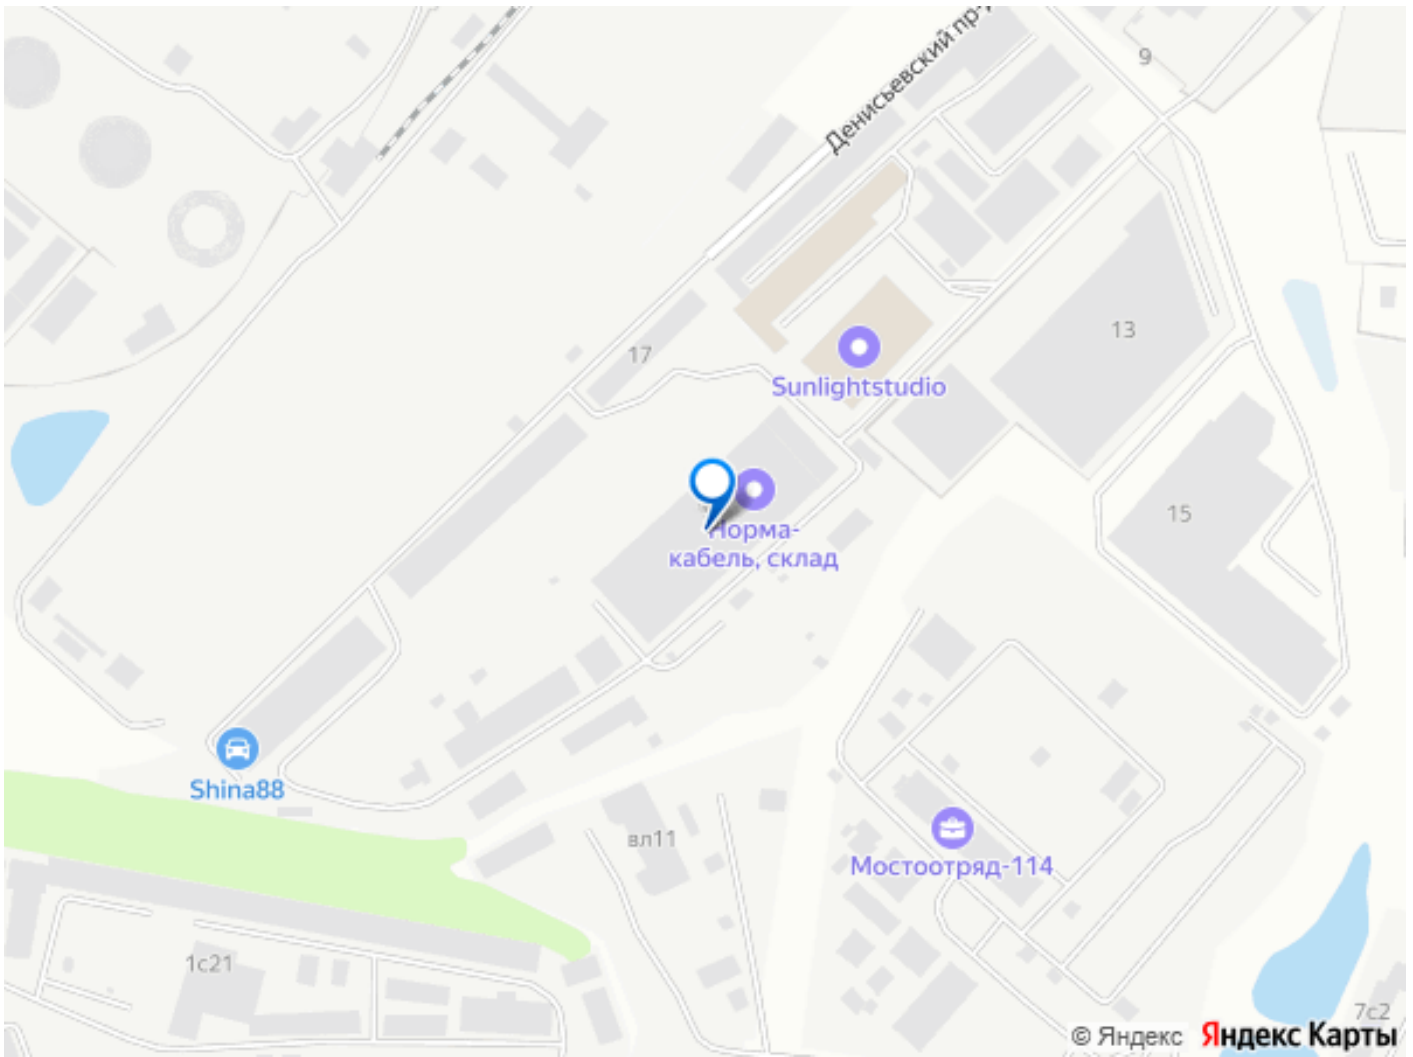 Денисьевский пр-
9
13
17
Sunlightstudio
15
Норма-
кабель, склад
Shina88
вл11
Мостоотряд-114
1с21
7с2
© Яндекс Яндекс Карты